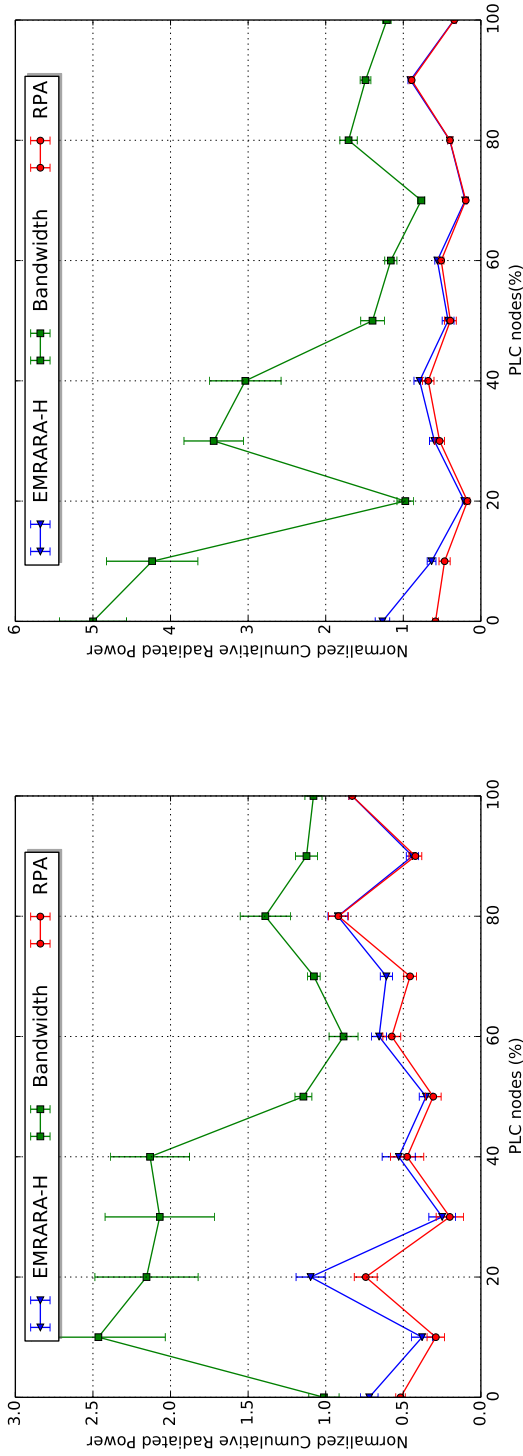 EMRARA-H Bandwidth RPA
6
5
4
3
2
1
0
0 20 40 60 80 100
PLC nodes(%)
Normalized Cumulative Radiated Power
EMRARA-H Bandwidth RPA
3.0
2.5
2.0
1.5
1.0
0.5
0.0
0 20 40 60 80 100
PLC nodes (%)
Normalized Cumulative Radiated Power